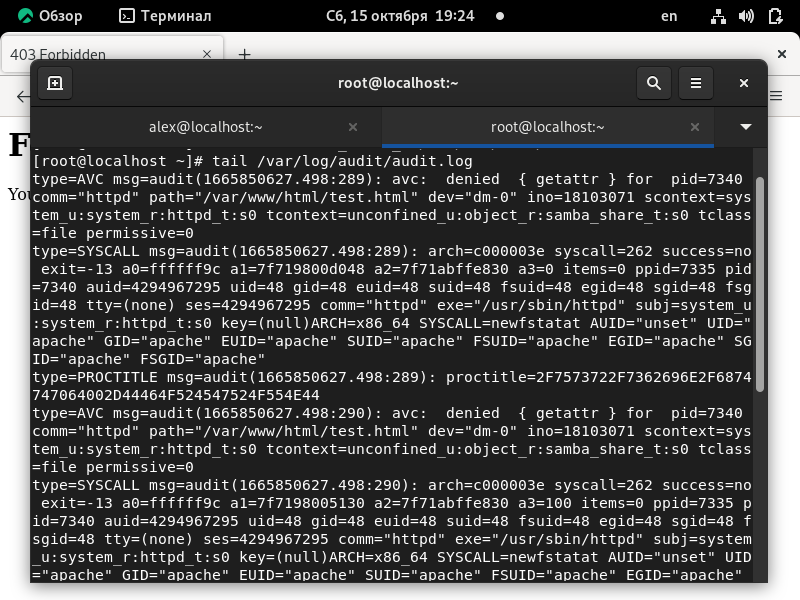 Обзор Терминал Сб, 15 октября 19:24 en
403 Forbidden
root@localhost:~
alex@localhost:~ root@localhost:~
F
You
[root@localhost ~]# tail /var/log/audit/audit.log
type=AVC msg=audit(1665850627.498:289): avc:  denied  { getattr } for  pid=7340
comm="httpd" path="/var/www/html/test.html" dev="dm-0" ino=18103071 scontext=sys
tem_u:system_r:httpd_t:s0 tcontext=unconfined_u:object_r:samba_share_t:s0 tclass
=file permissive=0
type=SYSCALL msg=audit(1665850627.498:289): arch=c000003e syscall=262 success=no
 exit=-13 a0=ffffff9c a1=7f719800d048 a2=7f71abffe830 a3=0 items=0 ppid=7335 pid
=7340 auid=4294967295 uid=48 gid=48 euid=48 suid=48 fsuid=48 egid=48 sgid=48 fsg
id=48 tty=(none) ses=4294967295 comm="httpd" exe="/usr/sbin/httpd" subj=system_u
:system_r:httpd_t:s0 key=(null)ARCH=x86_64 SYSCALL=newfstatat AUID="unset" UID="
apache" GID="apache" EUID="apache" SUID="apache" FSUID="apache" EGID="apache" SG
ID="apache" FSGID="apache"
type=PROCTITLE msg=audit(1665850627.498:289): proctitle=2F7573722F7362696E2F6874
747064002D44464F524547524F554E44
type=AVC msg=audit(1665850627.498:290): avc:  denied  { getattr } for  pid=7340
comm="httpd" path="/var/www/html/test.html" dev="dm-0" ino=18103071 scontext=sys
tem_u:system_r:httpd_t:s0 tcontext=unconfined_u:object_r:samba_share_t:s0 tclass
=file permissive=0
type=SYSCALL msg=audit(1665850627.498:290): arch=c000003e syscall=262 success=no
 exit=-13 a0=ffffff9c a1=7f7198005130 a2=7f71abffe830 a3=100 items=0 ppid=7335 p
id=7340 auid=4294967295 uid=48 gid=48 euid=48 suid=48 fsuid=48 egid=48 sgid=48 f
sgid=48 tty=(none) ses=4294967295 comm="httpd" exe="/usr/sbin/httpd" subj=system
_u:system_r:httpd_t:s0 key=(null)ARCH=x86_64 SYSCALL=newfstatat AUID="unset" UID
="apache" GID="apache" EUID="apache" SUID="apache" FSUID="apache" EGID="apache"